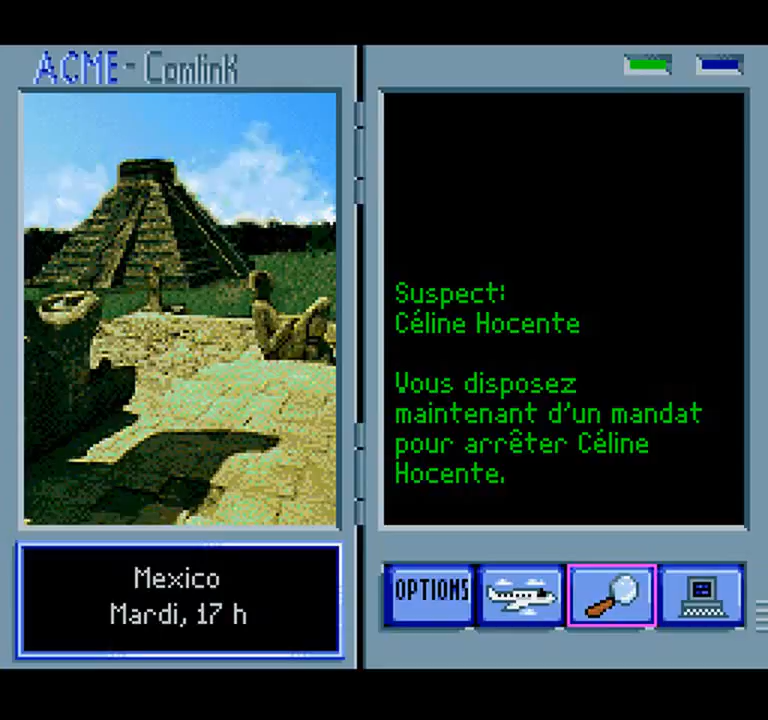 ACME - Comlink
Suspect:
Céline Hocente
Vous disposez
maintenant d'un mandat
pour arrêter Céline
Hocente.
Mexico
Mardi, 17 h
OPTIONS